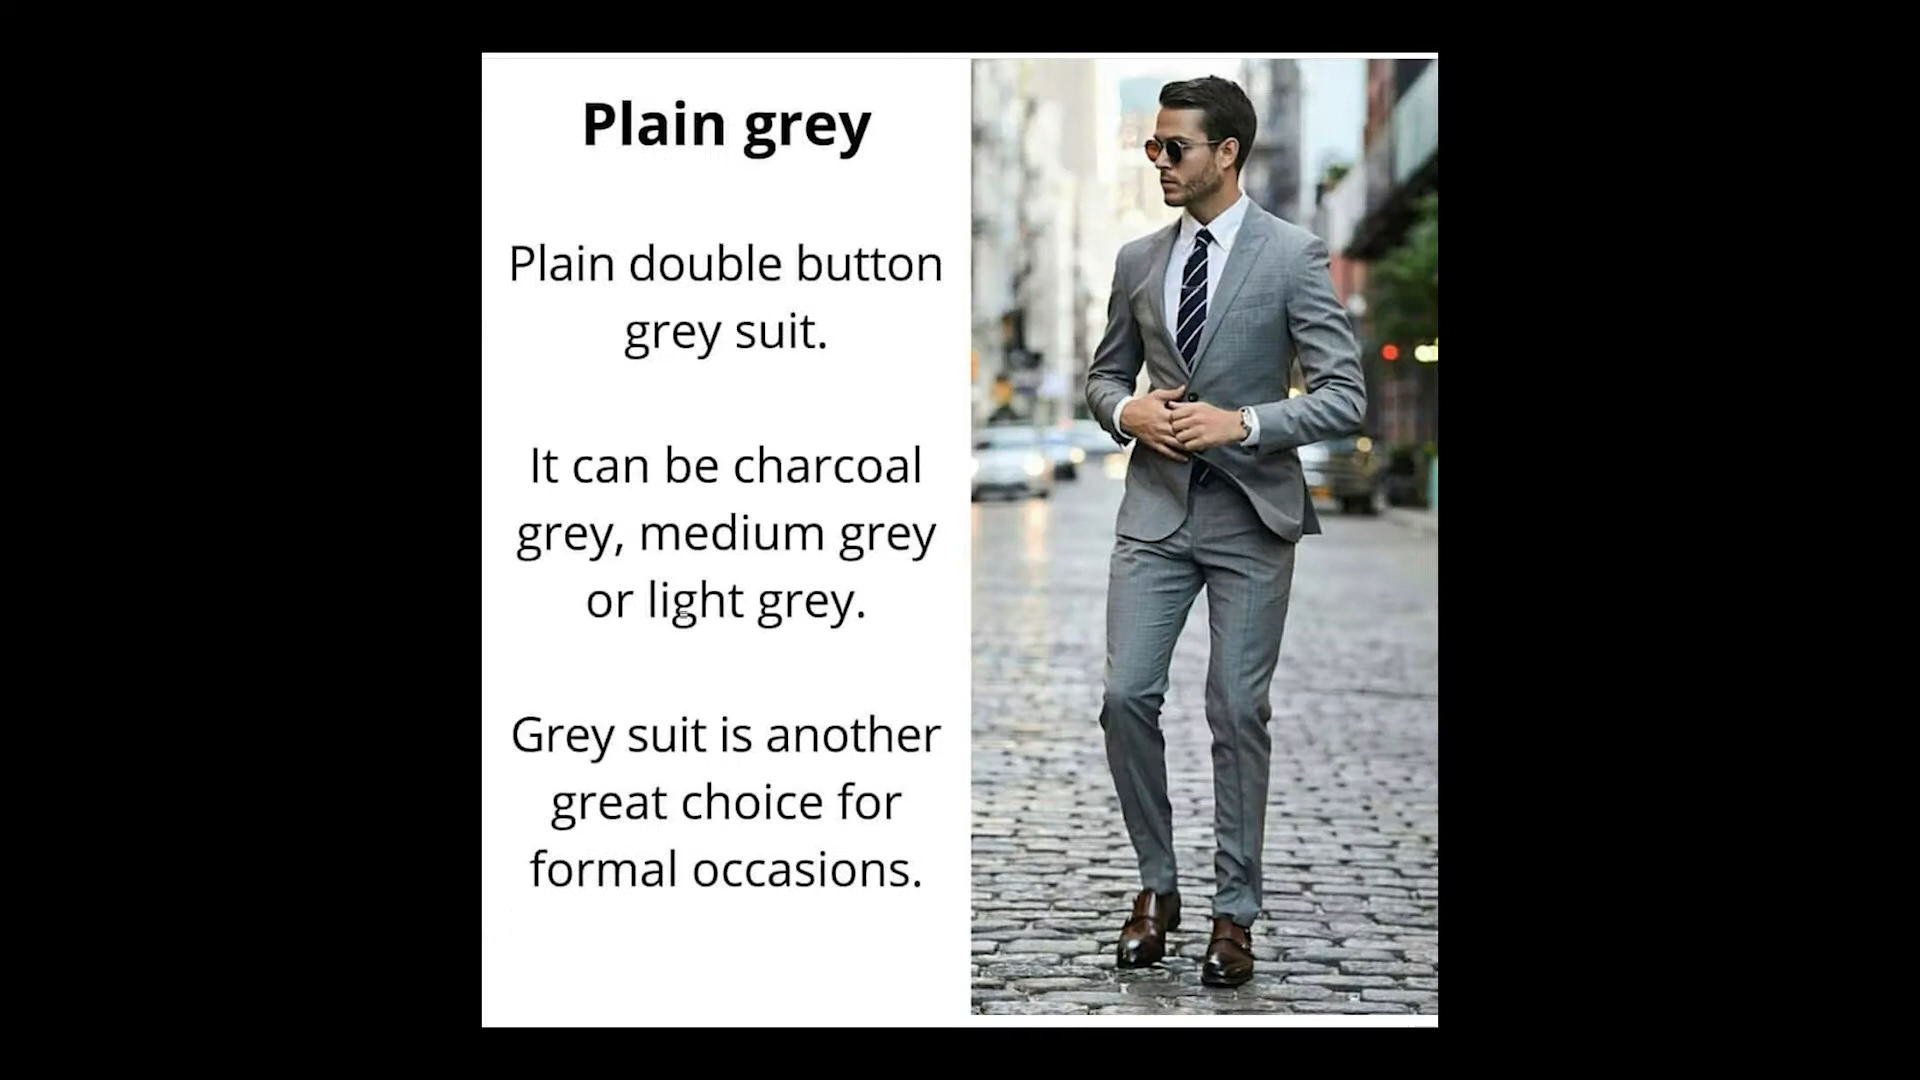 Plain grey
Plain double button
grey suit.
It can be charcoal
grey, medium grey
or light grey.
Grey suit is another
great choice for
formal occasions.